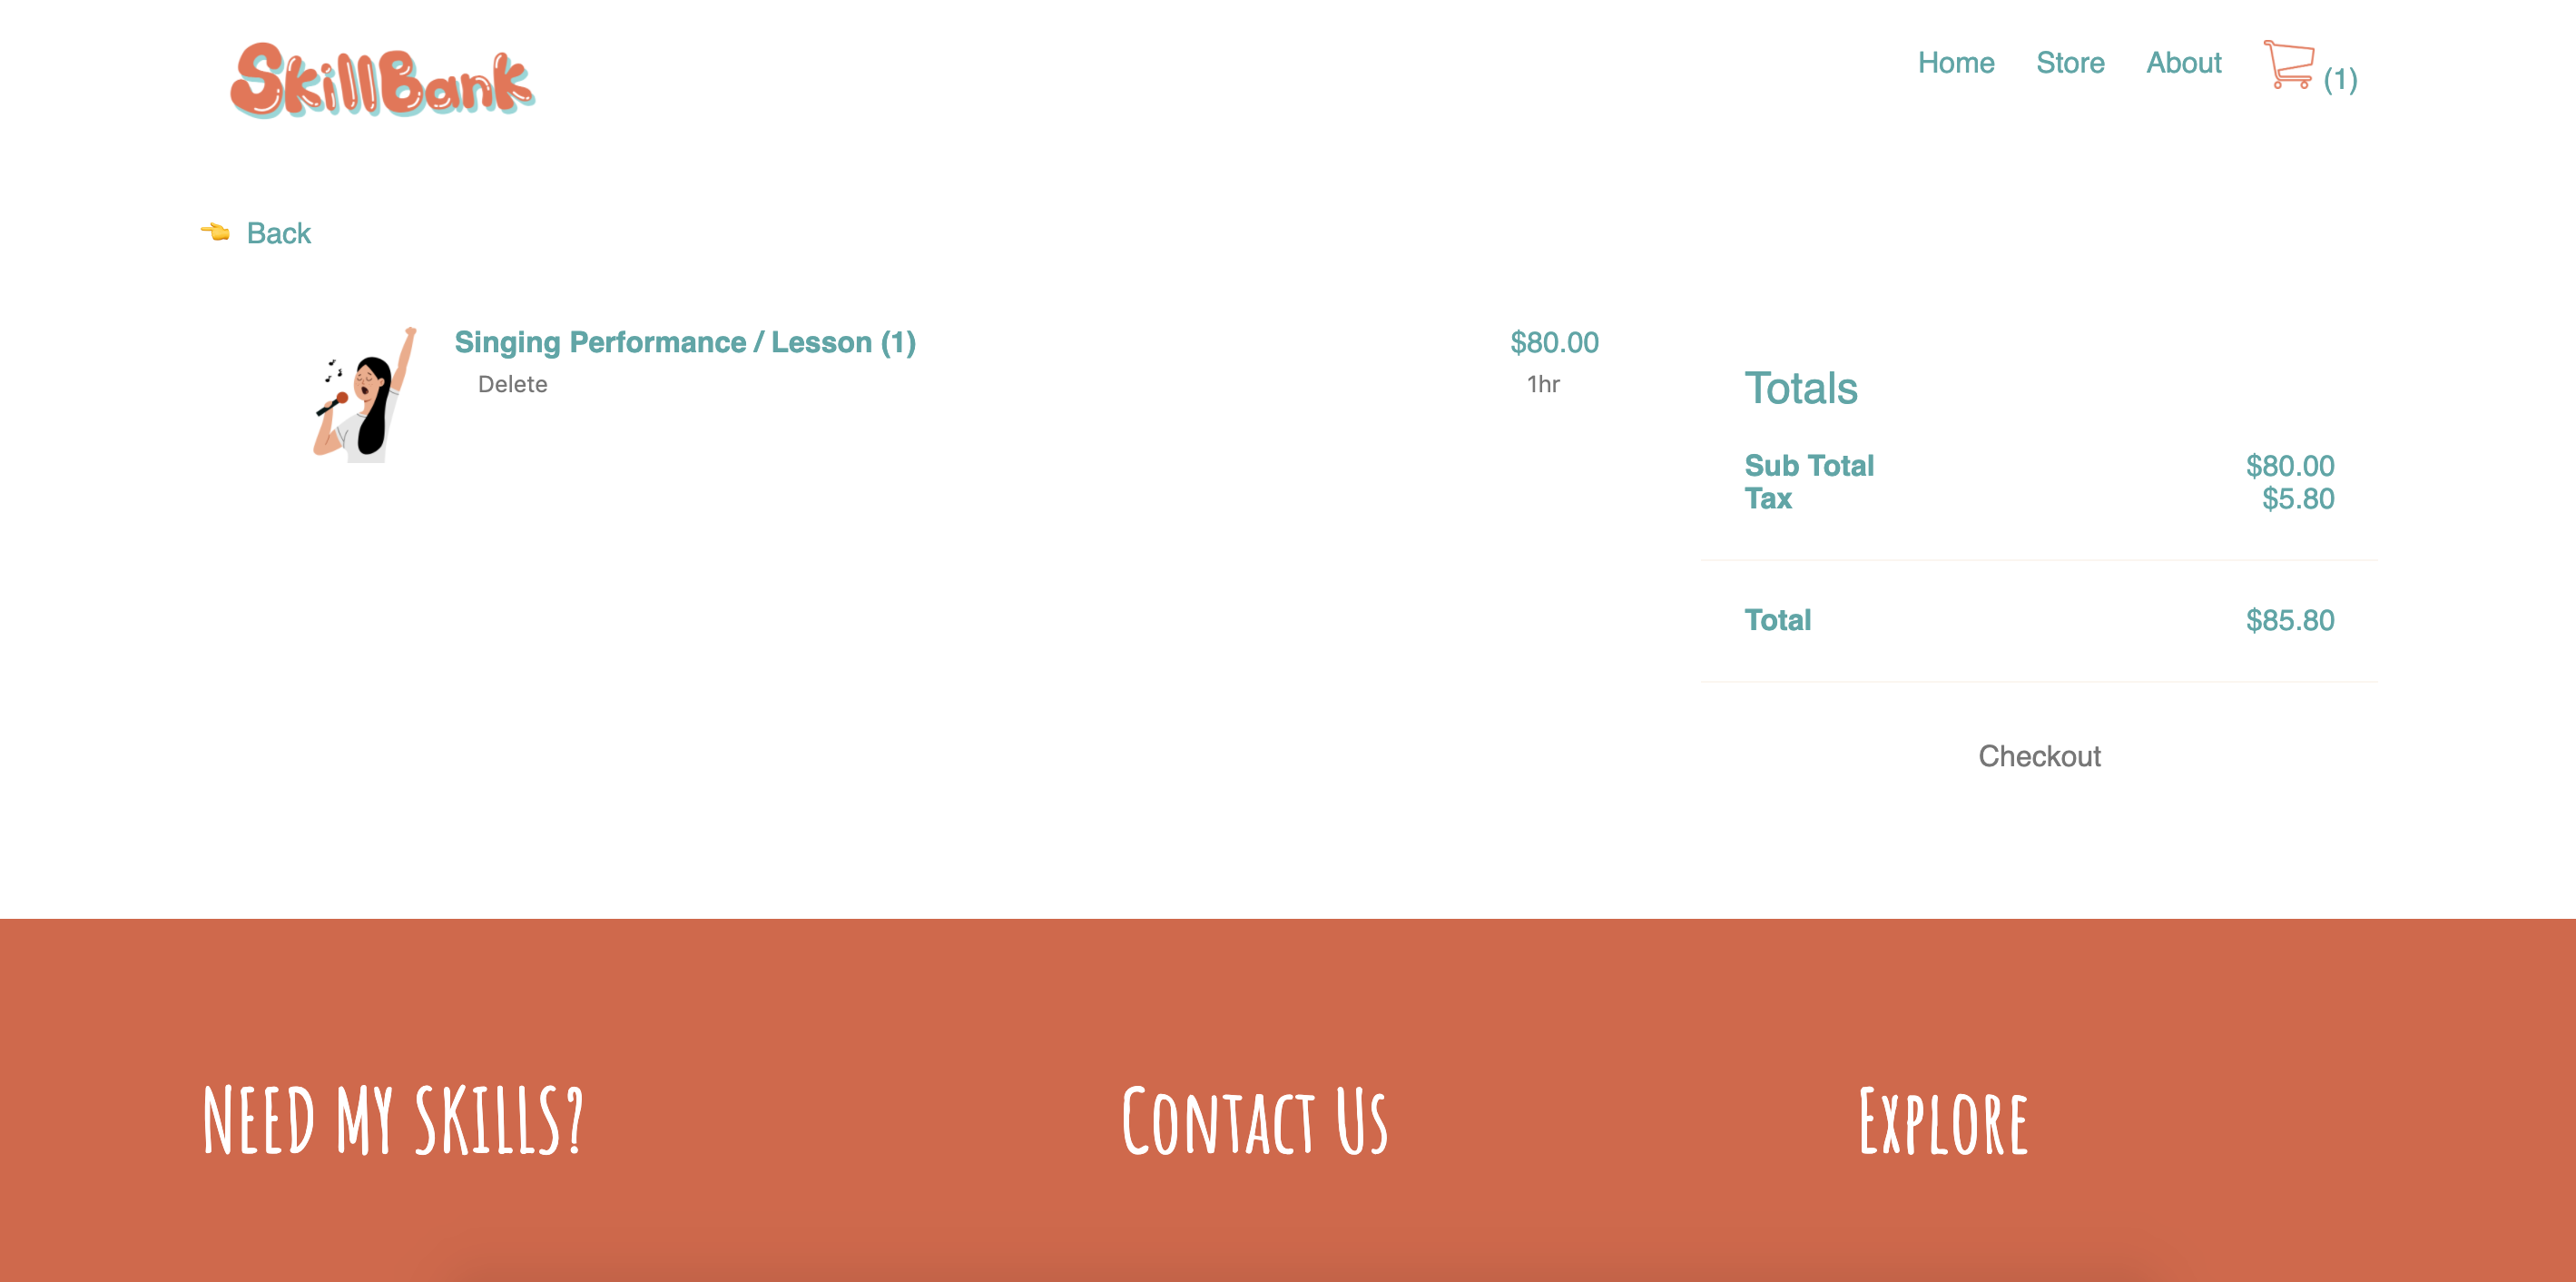 SkillBank
Home Store About (1)
Back
Singing Performance / Lesson (1) $80.00
Delete 1hr
Totals
Sub Total $80.00
Tax $5.80
Total $85.80
Checkout
NEED MY SKILLS? Contact Us Explore